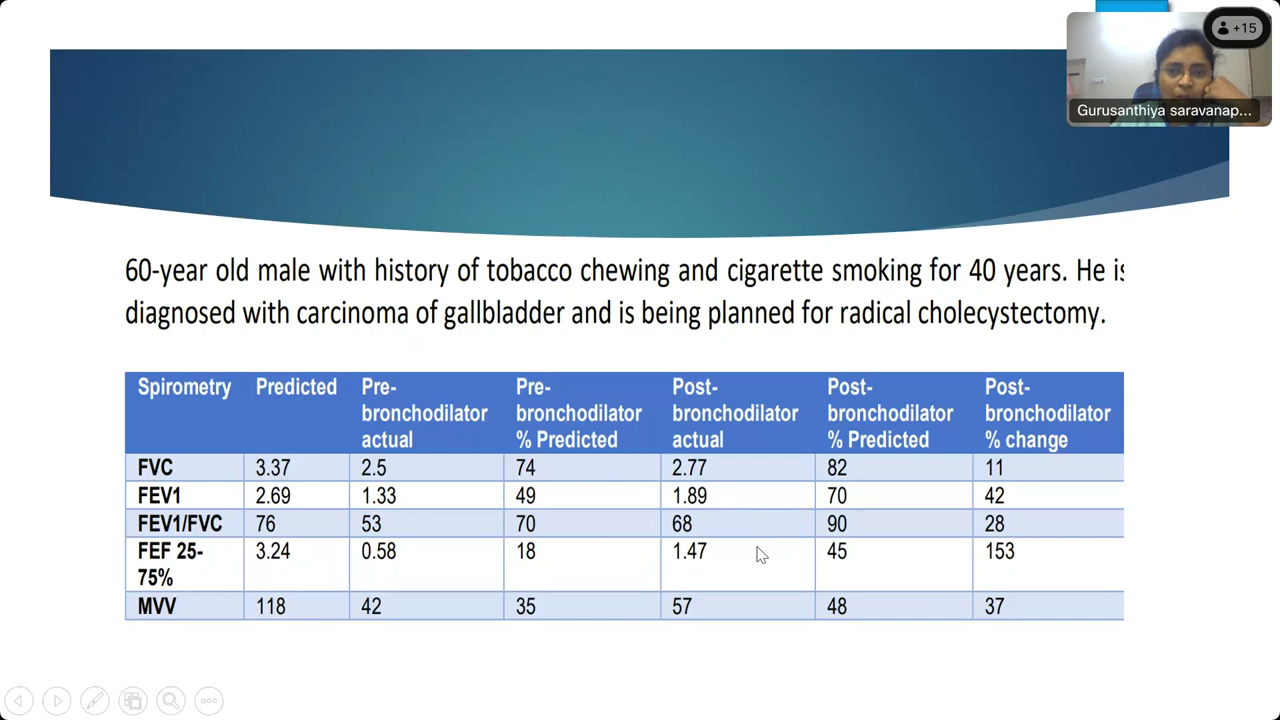 +15
Gurusanthiya saravanap...
60-year old male with history of tobacco chewing and cigarette smoking for 40 years. He is
diagnosed with carcinoma of gallbladder and is being planned for radical cholecystectomy.
Spirometry Predicted Pre-bronchodilator actual Pre-bronchodilator % Predicted Post-bronchodilator actual Post-bronchodilator % Predicted Post-bronchodilator % change
FVC 3.37 2.5 74 2.77 82 11
FEV1 2.69 1.33 49 1.89 70 42
FEV1/FVC 76 53 70 68 90 28
FEF 25-75% 3.24 0.58 18 1.47 45 153
MVV 118 42 35 57 48 37